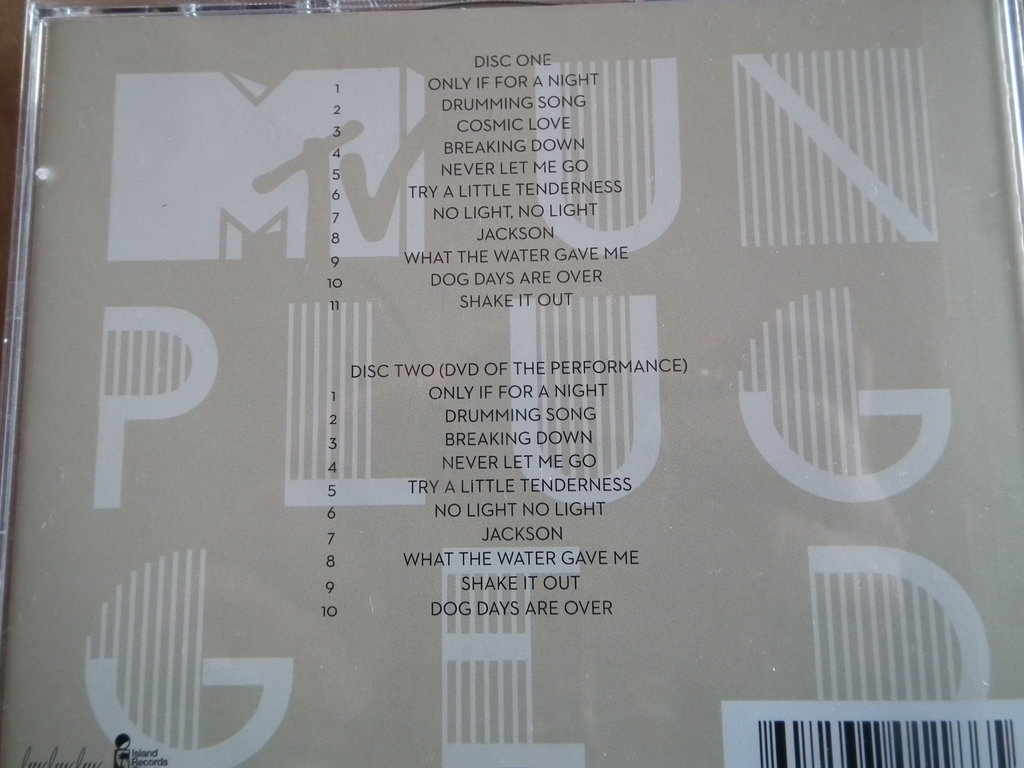 MTV UN
PLUG
GED
DISC ONE
1 ONLY IF FOR A NIGHT
2 DRUMMING SONG
3 COSMIC LOVE
4 BREAKING DOWN
5 NEVER LET ME GO
6 TRY A LITTLE TENDERNESS
7 NO LIGHT, NO LIGHT
8 JACKSON
9 WHAT THE WATER GAVE ME
10 DOG DAYS ARE OVER
11 SHAKE IT OUT
DISC TWO (DVD OF THE PERFORMANCE)
1 ONLY IF FOR A NIGHT
2 DRUMMING SONG
3 BREAKING DOWN
4 NEVER LET ME GO
5 TRY A LITTLE TENDERNESS
6 NO LIGHT NO LIGHT
7 JACKSON
8 WHAT THE WATER GAVE ME
9 SHAKE IT OUT
10 DOG DAYS ARE OVER
Island
Records